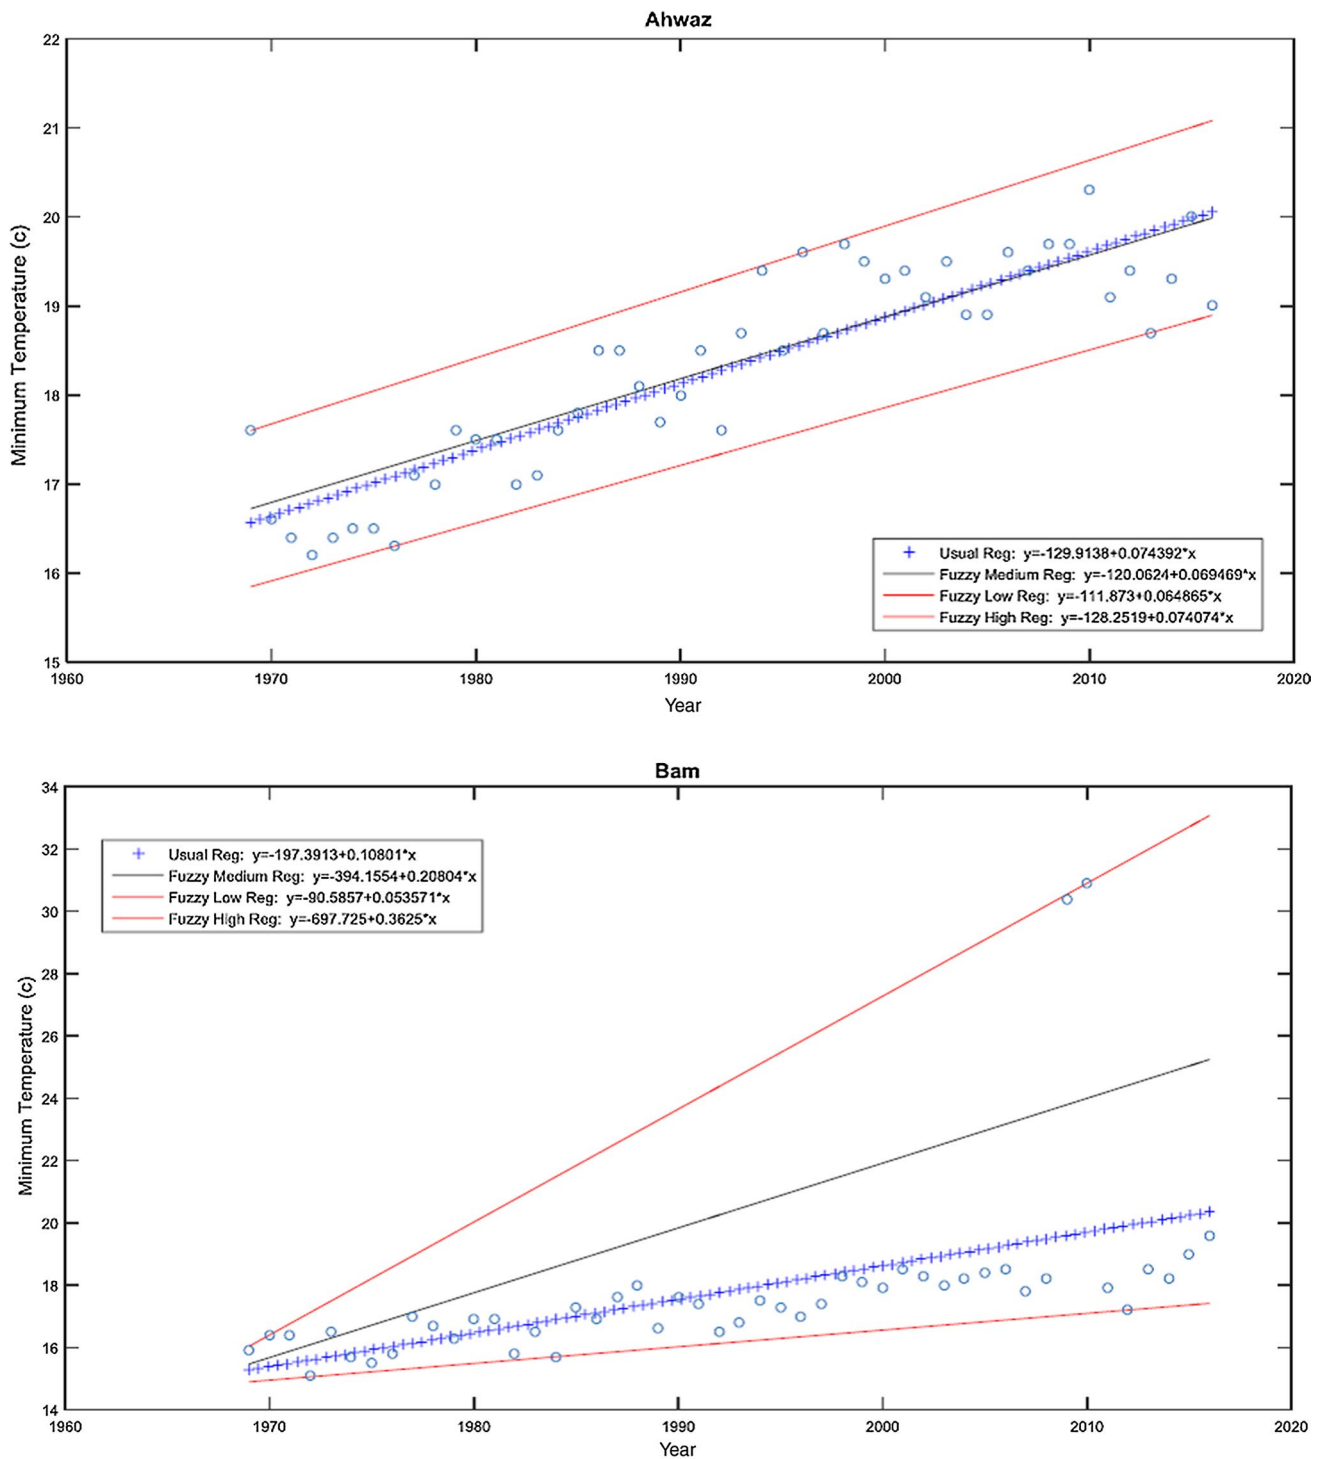 Ahwaz
22
21
20
19
18
17
16
15
Minimum Temperature (c)
Usual Reg: y=-129.9138+0.074392*x
Fuzzy Medium Reg: y=-120.0624+0.069469*x
Fuzzy Low Reg: y=-111.873+0.064865*x
Fuzzy High Reg: y=-128.2519+0.074074*x
1960 1970 1980 1990 2000 2010 2020
Year
Bam
34
32
30
28
26
24
22
20
18
16
14
Minimum Temperature (c)
Usual Reg: y=-197.3913+0.10801*x
Fuzzy Medium Reg: y=-394.1554+0.20804*x
Fuzzy Low Reg: y=-90.5857+0.053571*x
Fuzzy High Reg: y=-697.725+0.3625*x
1960 1970 1980 1990 2000 2010 2020
Year